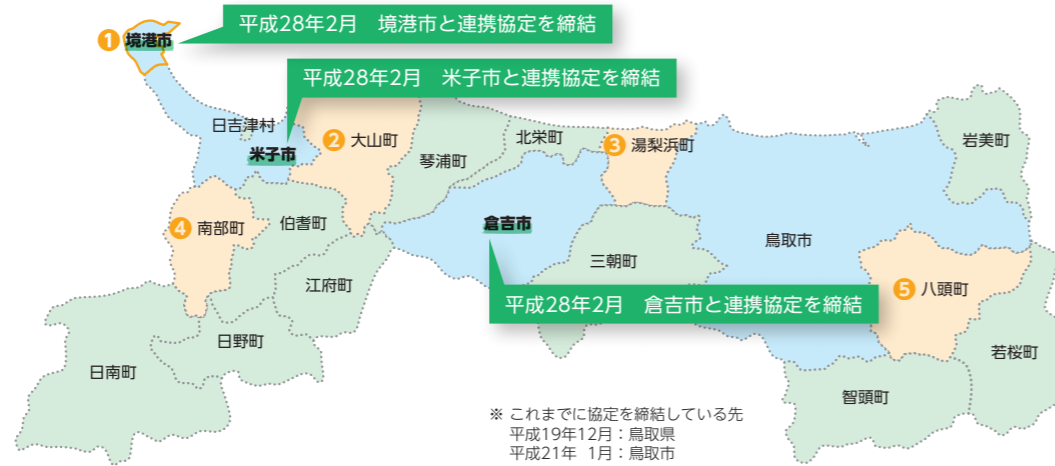 平成28年2月　境港市と連携協定を締結
1 境港市
平成28年2月　米子市と連携協定を締結
日吉津村
米子市
2 大山町
琴浦町
北栄町
3 湯梨浜町
岩美町
4 南部町
伯耆町
倉吉市
鳥取市
三朝町
江府町
5 八頭町
平成28年2月　倉吉市と連携協定を締結
日野町
日南町
若桜町
智頭町
※ これまでに協定を締結している先
平成19年12月：鳥取県
平成21年 1月：鳥取市